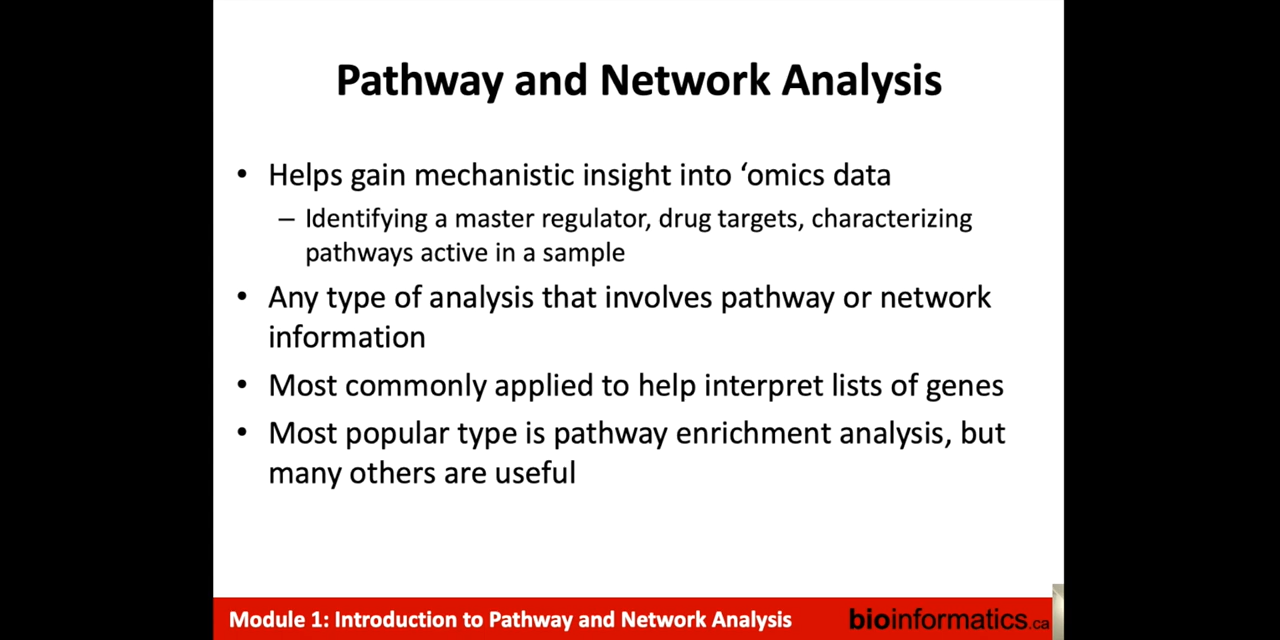 Pathway and Network Analysis
• Helps gain mechanistic insight into ‘omics data
– Identifying a master regulator, drug targets, characterizing
pathways active in a sample
• Any type of analysis that involves pathway or network
information
• Most commonly applied to help interpret lists of genes
• Most popular type is pathway enrichment analysis, but
many others are useful
Module 1: Introduction to Pathway and Network Analysis
bioinformatics.ca